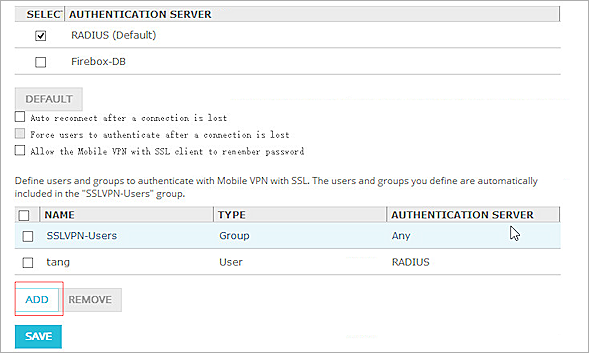 SELECT AUTHENTICATION SERVER
RADIUS (Default)
Firebox-DB
DEFAULT
Auto reconnect after a connection is lost
Force users to authenticate after a connection is lost
Allow the Mobile VPN with SSL client to remember password
Define users and groups to authenticate with Mobile VPN with SSL. The users and groups you define are automatically
included in the "SSLVPN-Users" group.
NAME TYPE AUTHENTICATION SERVER
SSLVPN-Users Group Any
tang User RADIUS
ADD REMOVE
SAVE